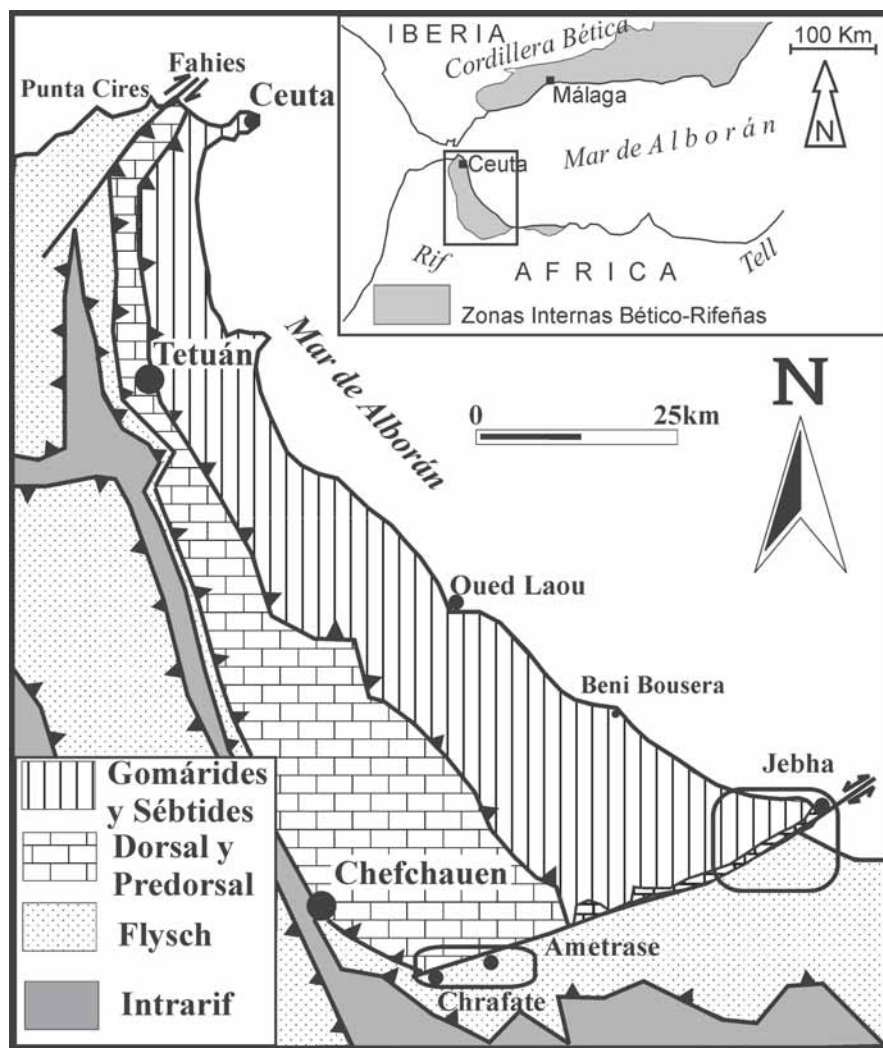 Fahies
Punta Cires
Ceuta
IBERIA
Cordillera Bética
100 Km
Málaga
N
Mar de Alborán
Ceuta
Rif
AFRICA
Tell
Zonas Internas Bético-Rifeñas
Tetuán
Mar de Alborán
0 25km
N
Oued Laou
Beni Bousera
Jebha
Gomárides
y Sébtides
Dorsal y
Predorsal
Chefchauen
Flysch
Ametrase
Intrarif
Chrafate